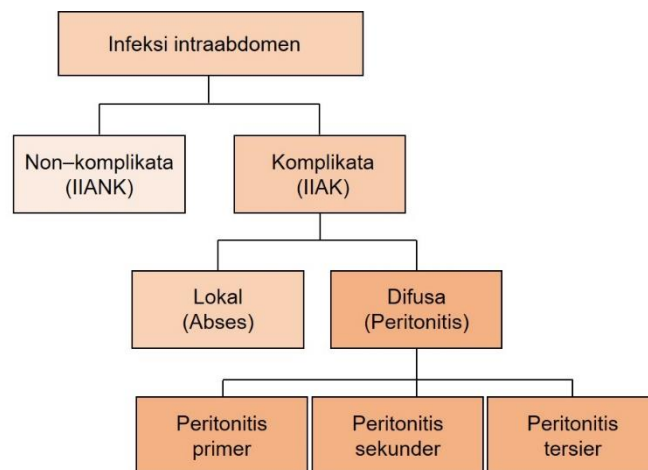 Infeksi intraabdomen
Non–komplikata
(IIANK)
Komplikata
(IIAK)
Lokal
(Abses)
Difusa
(Peritonitis)
Peritonitis
primer
Peritonitis
sekunder
Peritonitis
tersier